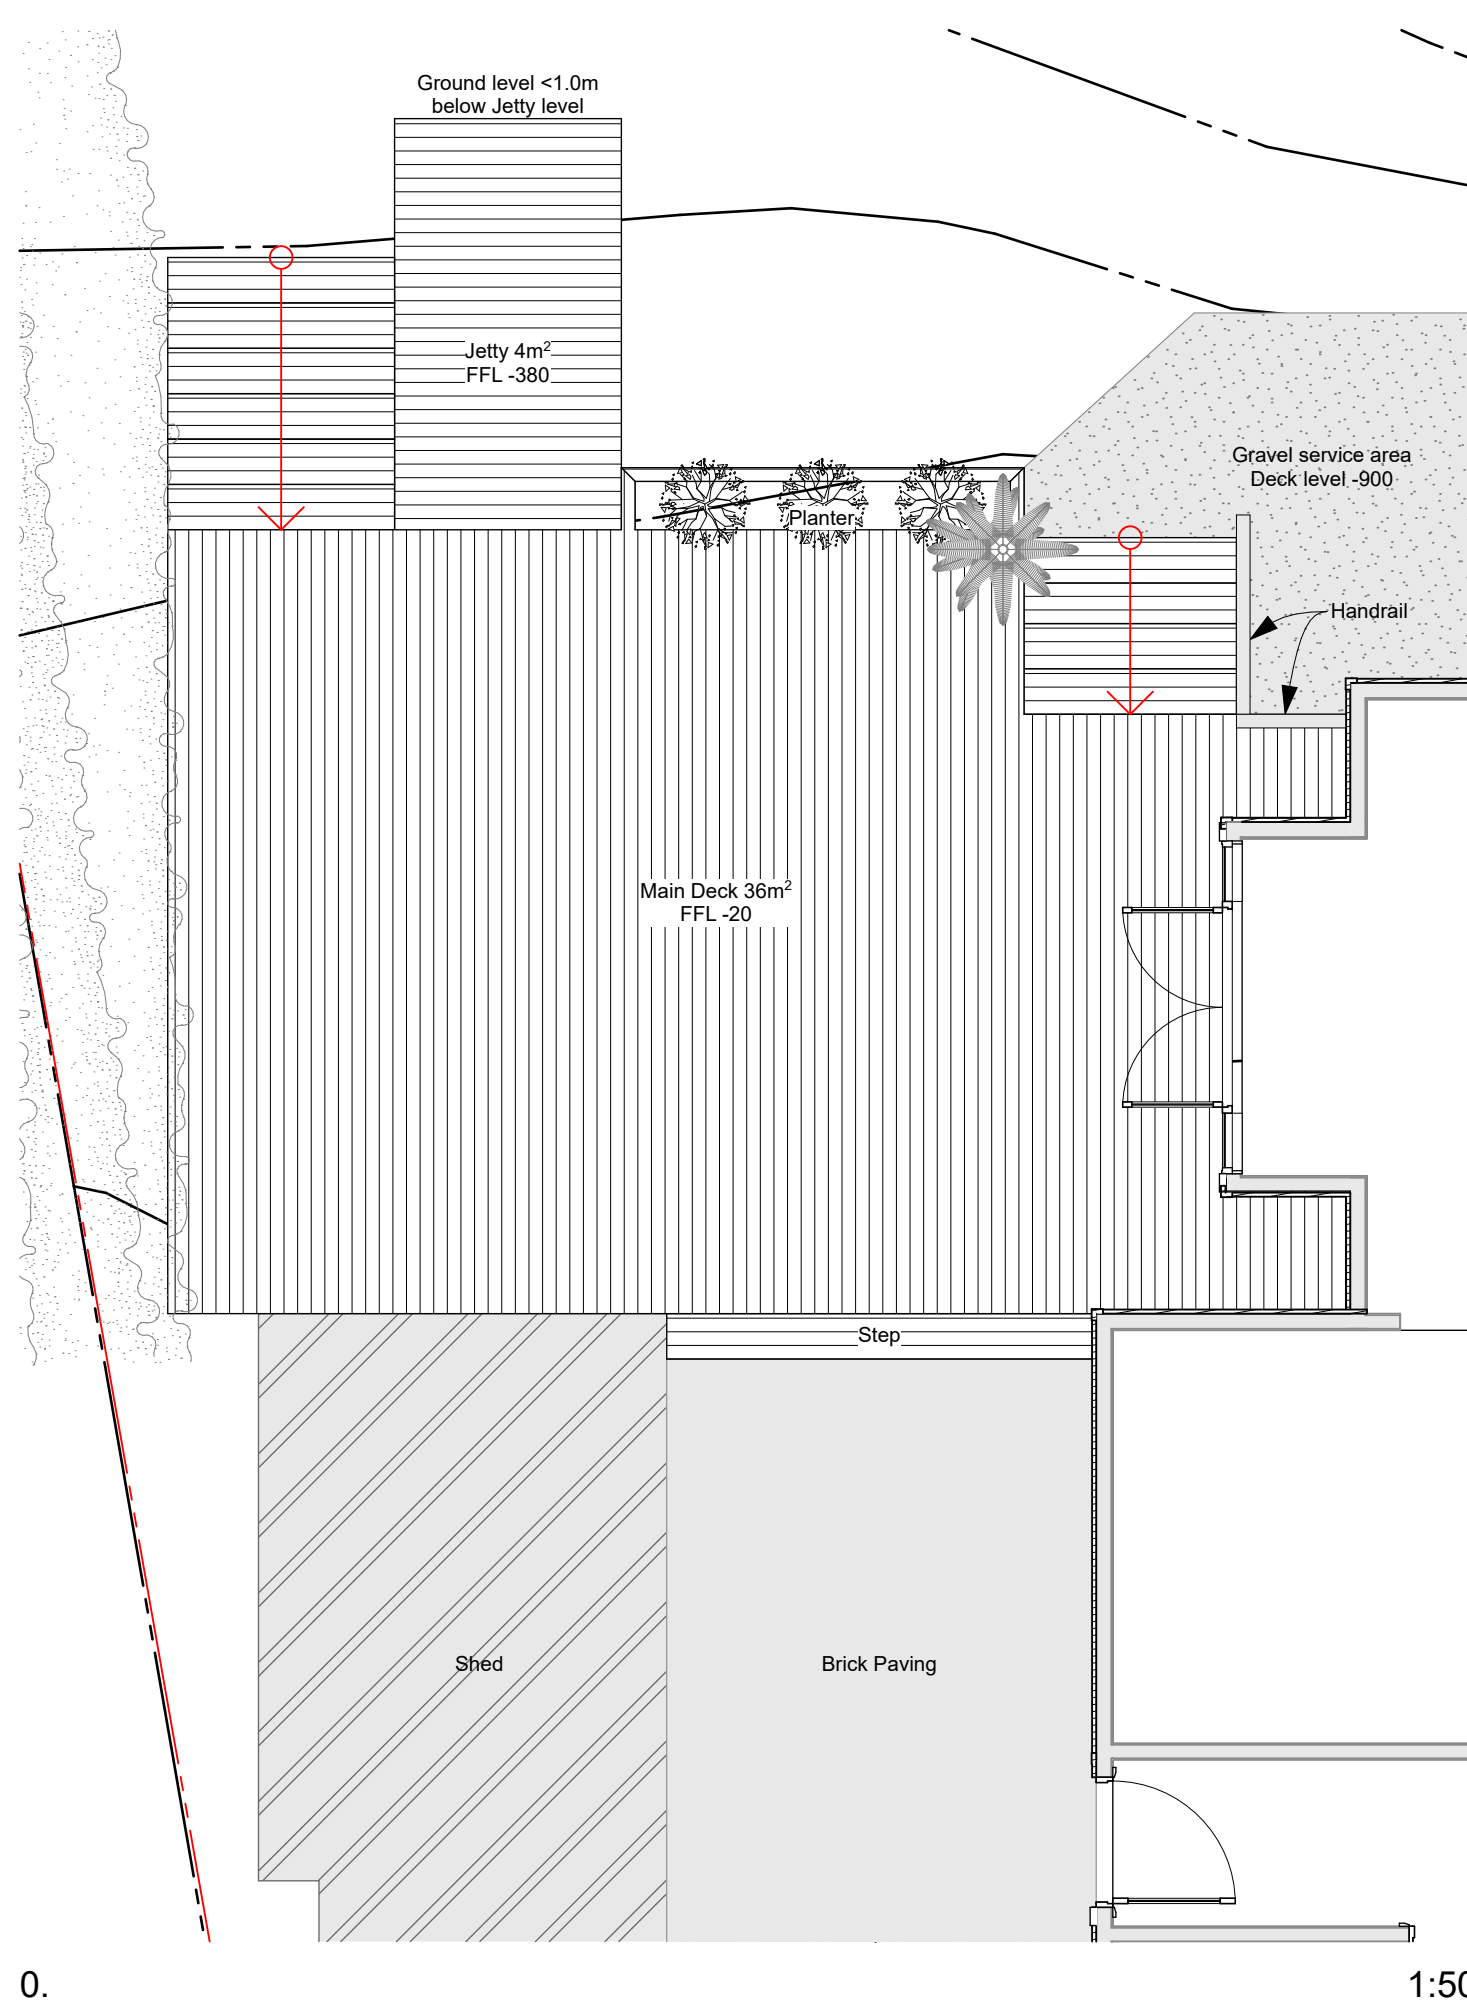 Ground level <1.0m
below Jetty level
Jetty 4m²
FFL -380
Gravel service area
Deck level -900
Planter
Handrail
Main Deck 36m²
FFL -20
Step
Shed
Brick Paving
0.
1:50